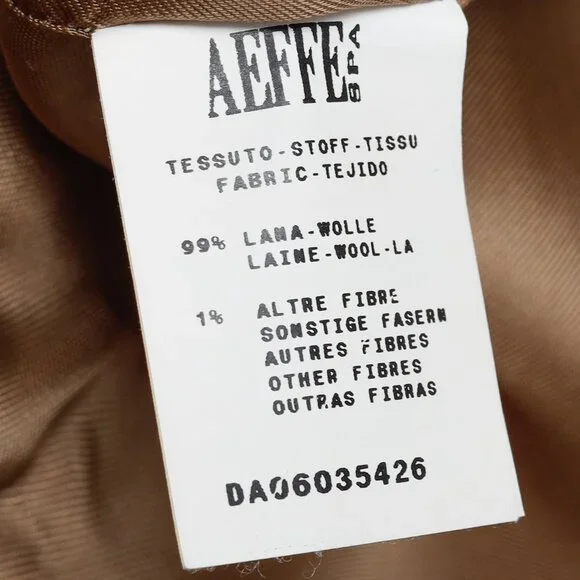 AEFFE SPA
TESSUTO-STOFF-TISSU
FABRIC-TEJIDO
99% LANA-WOLLE
LAINE-WOOL-LA
1% ALTRE FIBRE
SONSTIGE FASERN
AUTRES FIBRES
OTHER FIBRES
OUTRAS FIBRAS
DA06035426